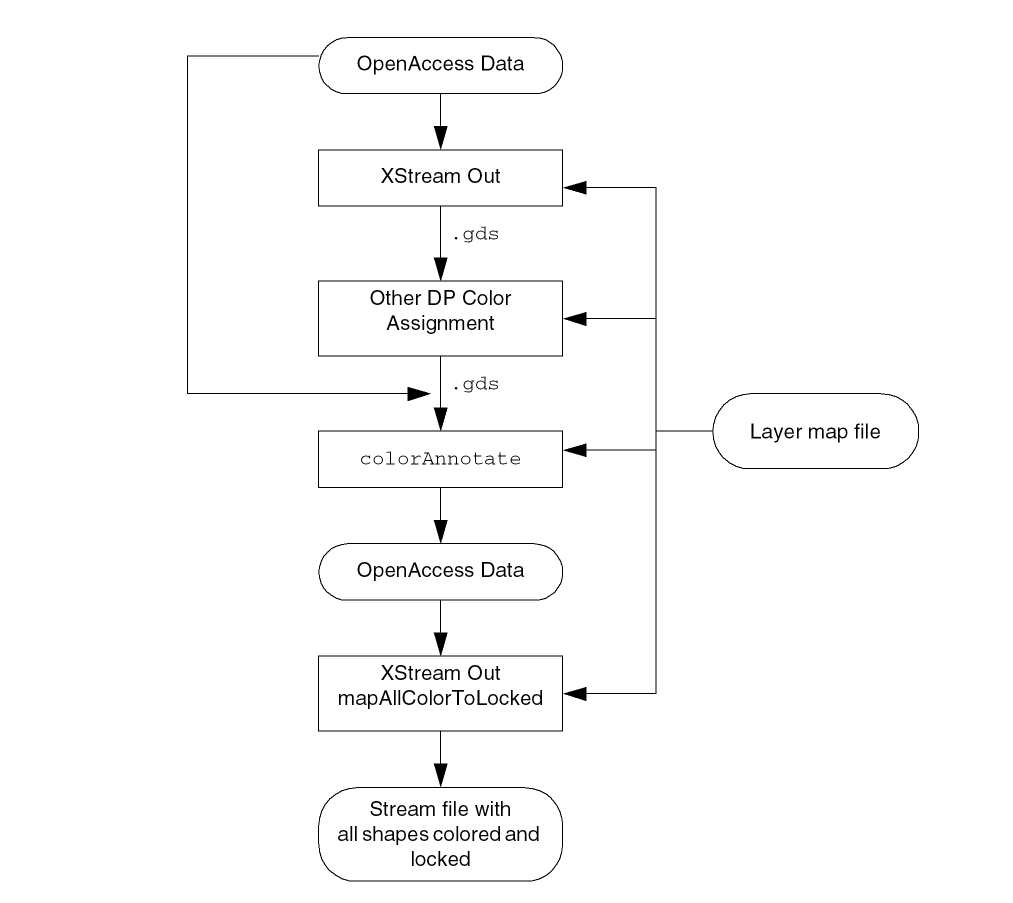 OpenAccess Data
XStream Out
.gds
Other DP Color
Assignment
.gds
colorAnnotate
Layer map file
OpenAccess Data
XStream Out
mapAllColorToLocked
Stream file with
all shapes colored and
locked